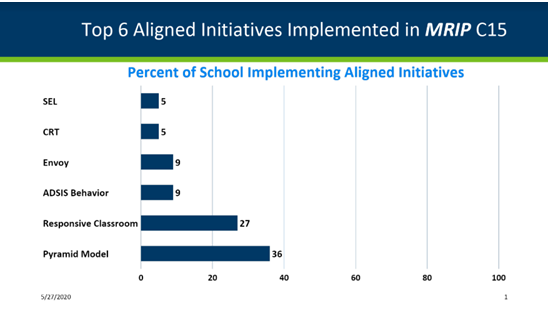 Top 6 Aligned Initiatives Implemented in MRIP C15
Percent of School Implementing Aligned Initiatives
SEL 5
CRT 5
Envoy 9
ADSIS Behavior 9
Responsive Classroom 27
Pyramid Model 36
0 20 40 60 80 100
5/27/2020 1